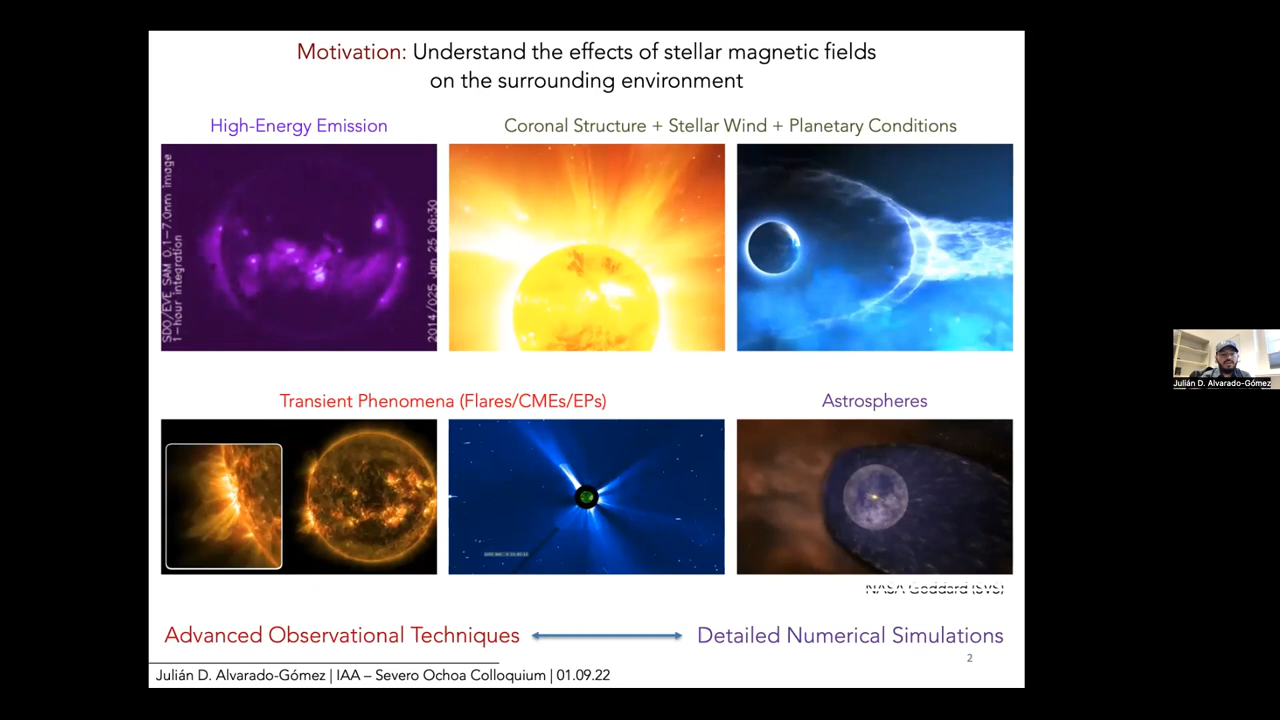 Motivation: Understand the effects of stellar magnetic fields
on the surrounding environment
High-Energy Emission
Coronal Structure + Stellar Wind + Planetary Conditions
SDO/EVE SAM 0.1-7.0nm image
1-hour integration
2014/025 Jan 25 06:30
Transient Phenomena (Flares/CMEs/EPs)
Astrospheres
NASA Goddard (SVS)
Advanced Observational Techniques
Detailed Numerical Simulations
2
Julián D. Alvarado-Gómez | IAA – Severo Ochoa Colloquium | 01.09.22
Julián D. Alvarado-Gómez